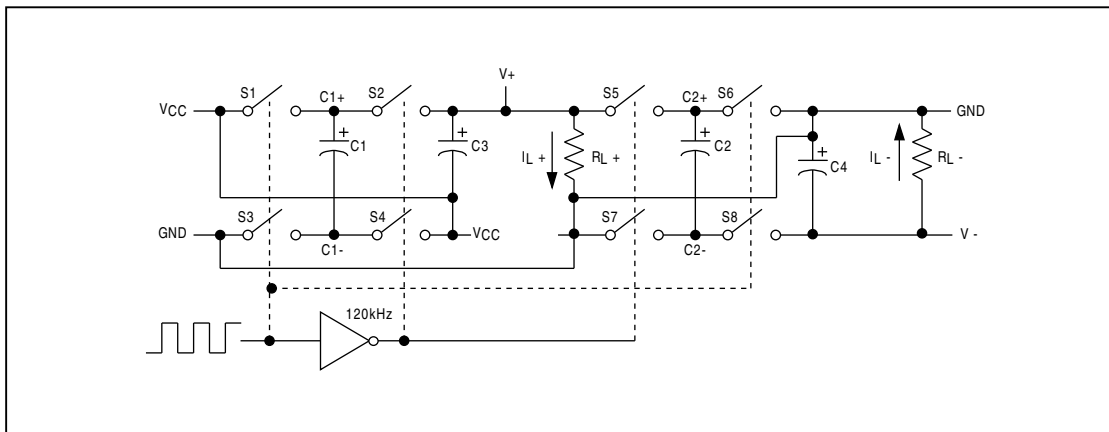 V+
VCC S1 C1+ S2 S5 C2+ S6 GND
+ C1 + C3 IL + RL + + C2 + C4 IL - RL -
GND S3 C1- S4 VCC S7 C2- S8 V -
120kHz